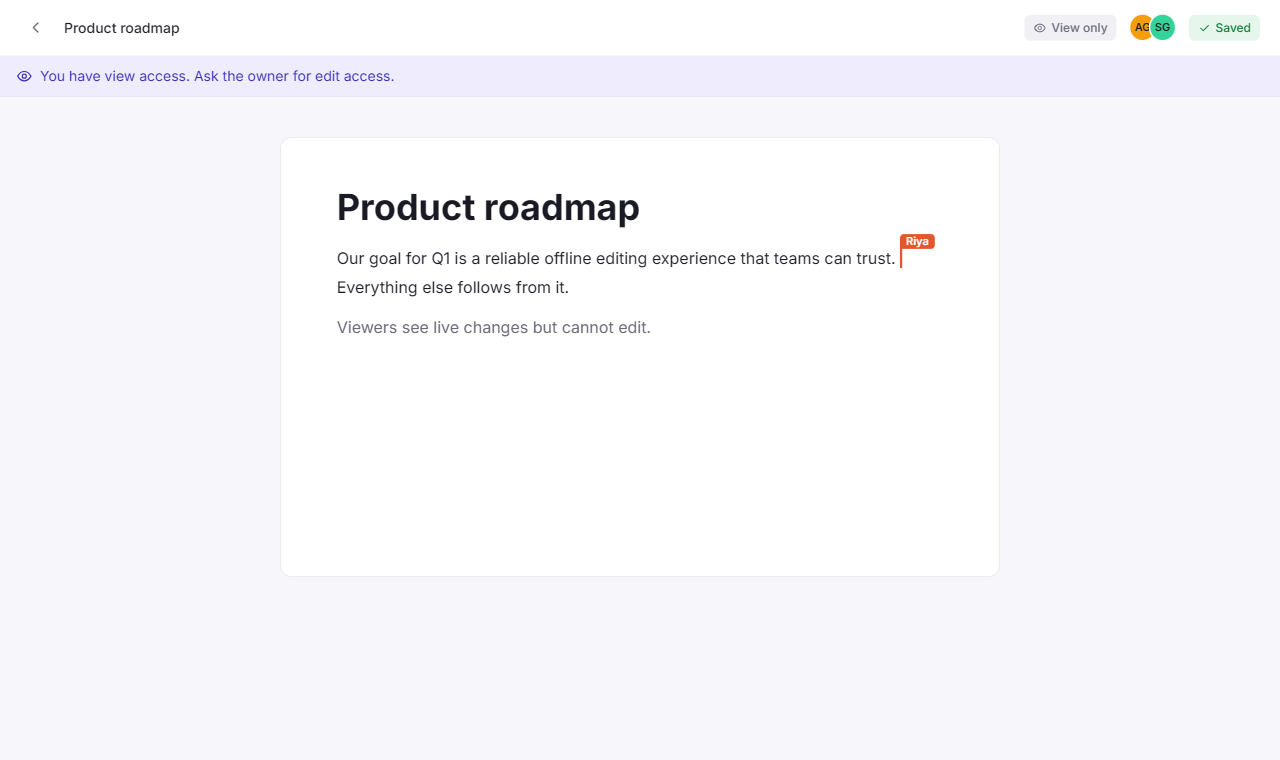 Product roadmap
View only
AG
SG
Saved
You have view access. Ask the owner for edit access.
Product roadmap
Riya
Our goal for Q1 is a reliable offline editing experience that teams can trust.
Everything else follows from it.
Viewers see live changes but cannot edit.